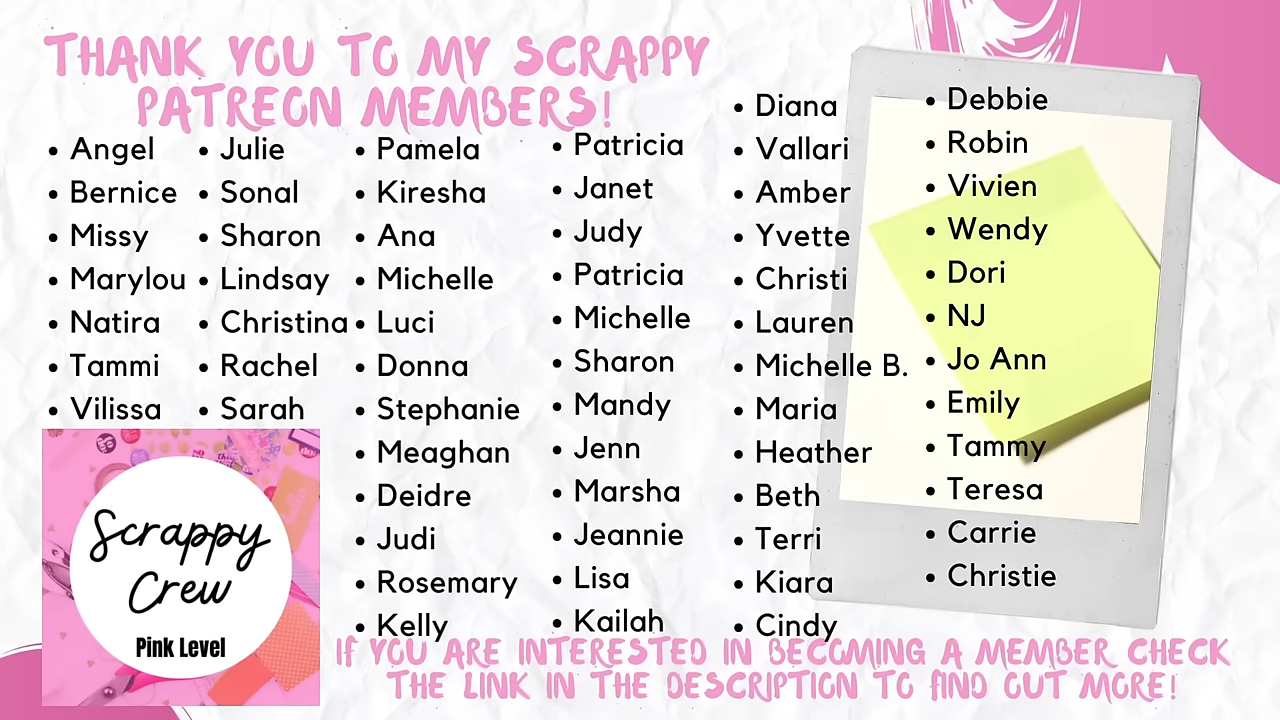 THANK YOU TO MY SCRAPPY
PATREON MEMBERS!
• Angel
• Bernice
• Missy
• Marylou
• Natira
• Tammi
• Vilissa
• Julie
• Sonal
• Sharon
• Lindsay
• Christina
• Rachel
• Sarah
• Pamela
• Kiresha
• Ana
• Michelle
• Luci
• Donna
• Stephanie
• Meaghan
• Deidre
• Judi
• Rosemary
• Kelly
• Patricia
• Janet
• Judy
• Patricia
• Michelle
• Sharon
• Mandy
• Jenn
• Marsha
• Jeannie
• Lisa
• Kailah
• Diana
• Vallari
• Amber
• Yvette
• Christi
• Lauren
• Michelle B.
• Maria
• Heather
• Beth
• Terri
• Kiara
• Cindy
• Debbie
• Robin
• Vivien
• Wendy
• Dori
• NJ
• Jo Ann
• Emily
• Tammy
• Teresa
• Carrie
• Christie
Scrappy
Crew
Pink Level
IF YOU ARE INTERESTED IN BECOMING A MEMBER CHECK
THE LINK IN THE DESCRIPTION TO FIND OUT MORE!